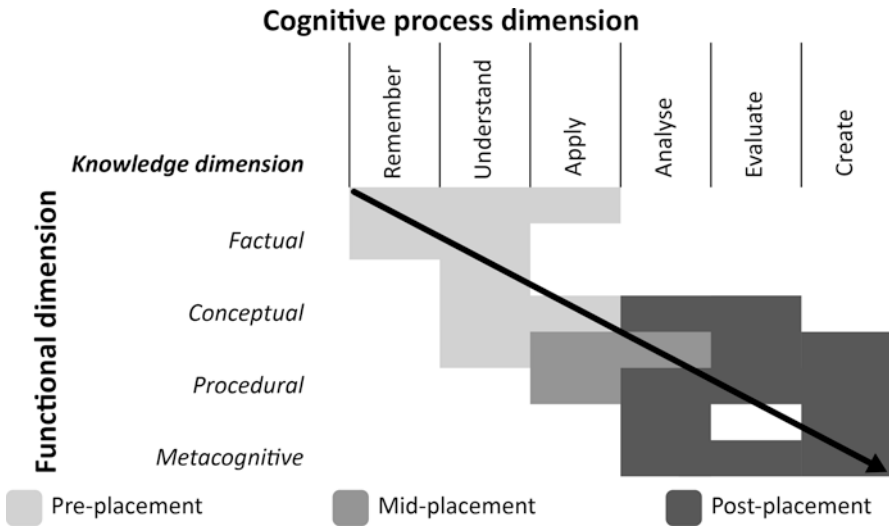 Cognitive process dimension
Remember
Understand
Apply
Analyse
Evaluate
Create
Knowledge dimension
Functional dimension
Factual
Conceptual
Procedural
Metacognitive
Pre-placement
Mid-placement
Post-placement